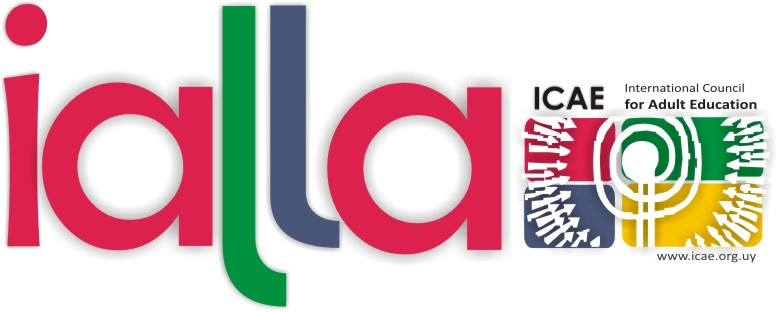 ialla
ICAE
International Council
for Adult Education
www.icae.org.uy